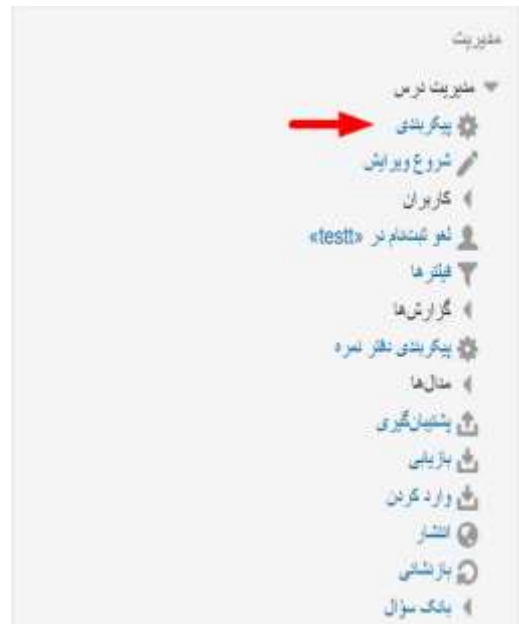 مدیریت
مدیریت درس
پیکربندی
شروع ویرایش
کاربران
لغو ثبت‌نام در «testt»
فیلترها
گزارش‌ها
پیکربندی دفتر نمره
مدال‌ها
پشتیبان‌گیری
بازیابی
وارد کردن
انتشار
بازنشانی
بانک سؤال